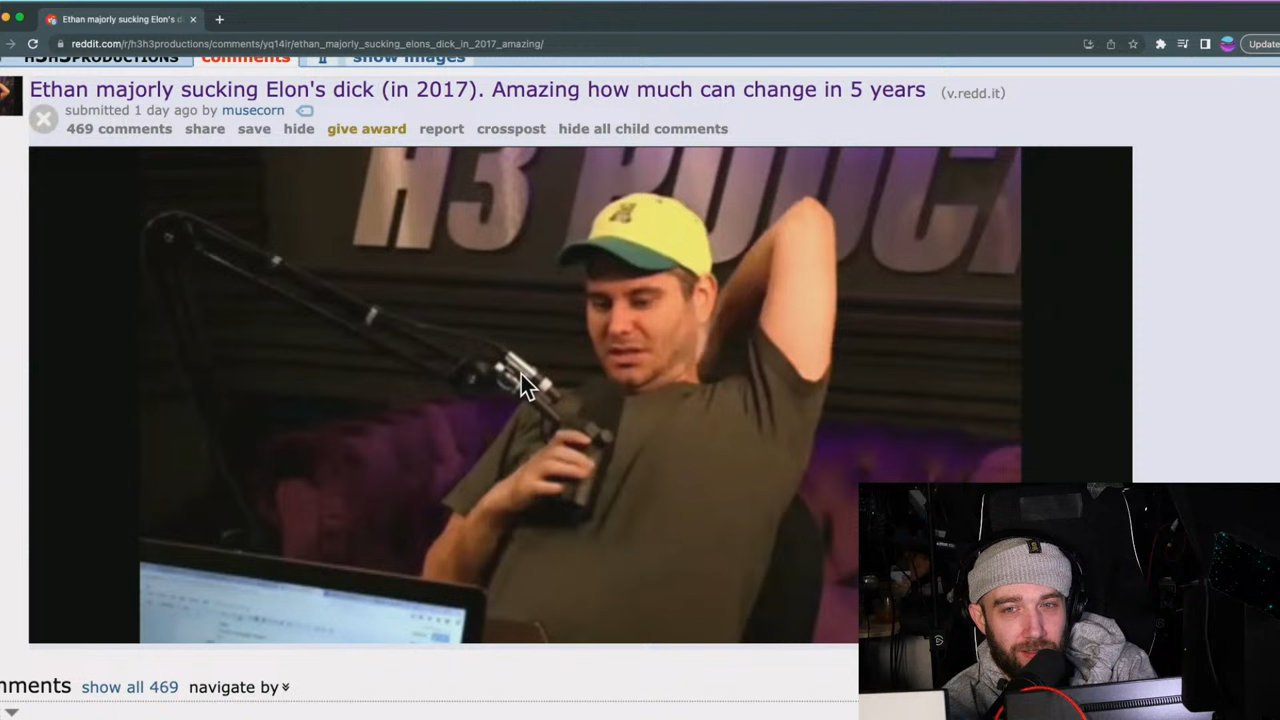 Ethan majorly sucking Elon's d
reddit.com/r/h3h3productions/comments/yq14ir/ethan_majorly_sucking_elons_dick_in_2017_amazing/
Update
H3H3PRODUCTIONS comments show images
Ethan majorly sucking Elon's dick (in 2017). Amazing how much can change in 5 years (v.redd.it)
submitted 1 day ago by musecorn
469 comments share save hide give award report crosspost hide all child comments
H3 PODC
mments show all 469 navigate by